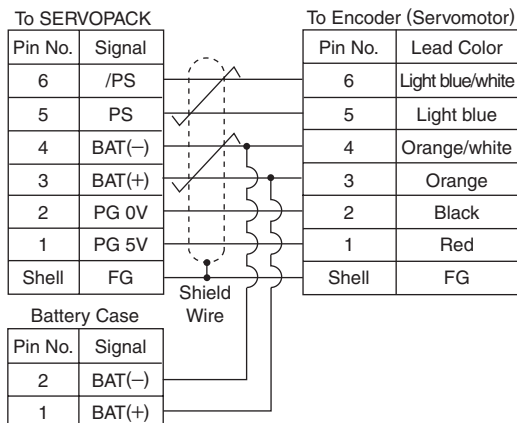 To SERVOPACK
To Encoder (Servomotor)
Pin No. Signal
Pin No. Lead Color
6 /PS
6 Light blue/white
5 PS
5 Light blue
4 BAT(−)
4 Orange/white
3 BAT(+)
3 Orange
2 PG 0V
2 Black
1 PG 5V
1 Red
Shell FG
Shell FG
Shield
Wire
Battery Case
Pin No. Signal
2 BAT(−)
1 BAT(+)